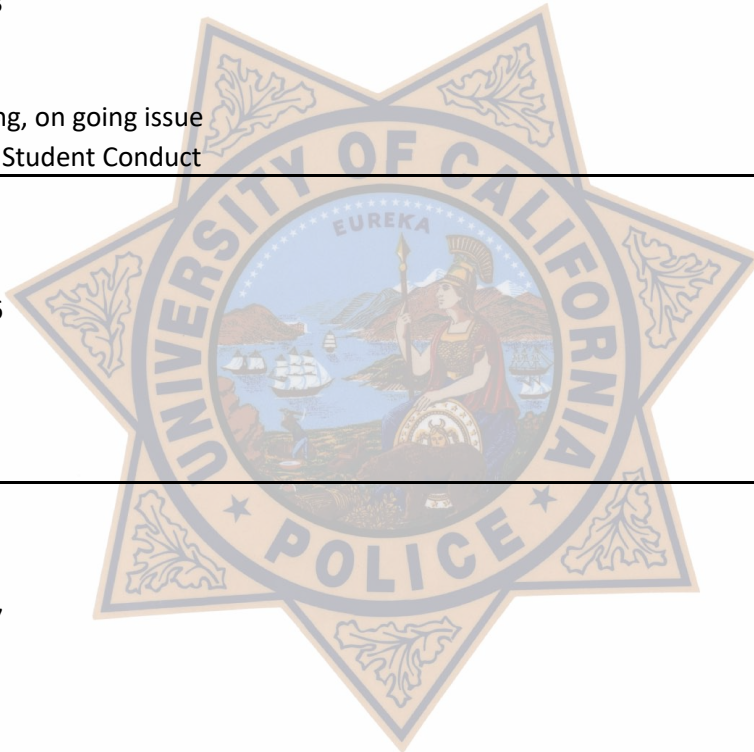 ng, on going issue
Student Conduct
UNIVERSITY OF CALIFORNIA
EUREKA
POLICE